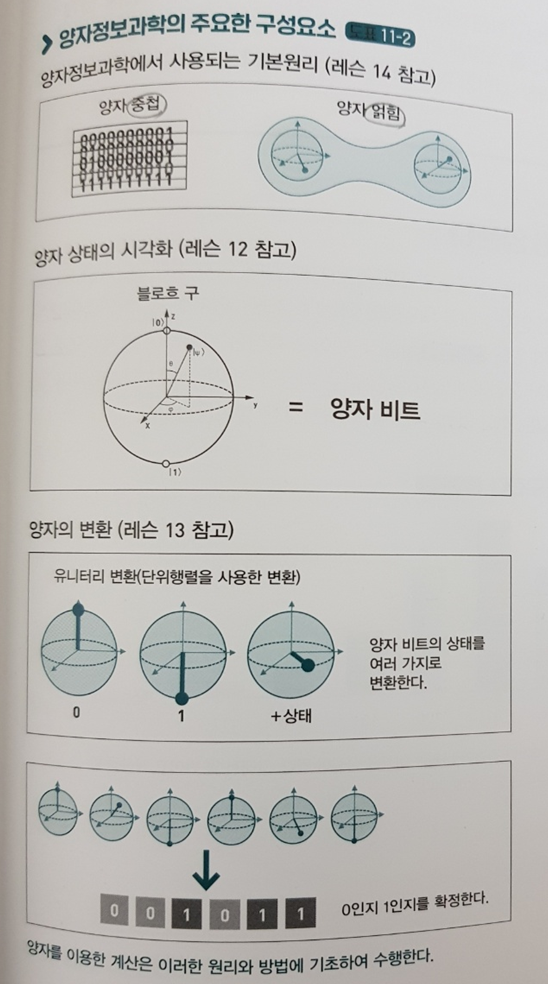 양자정보과학의 주요한 구성요소 도표 11-2
양자정보과학에서 사용되는 기본원리 (레슨 14 참고)
양자 중첩
양자 얽힘
0000000001
0100000001
1111111111
양자 상태의 시각화 (레슨 12 참고)
블로흐 구
|0⟩
z
θ
|ψ⟩
y
φ
x
|1⟩
= 양자 비트
양자의 변환 (레슨 13 참고)
유니터리 변환(단위행렬을 사용한 변환)
0
1
+상태
양자 비트의 상태를
여러 가지로
변환한다.
0 0 1 0 1 1
0인지 1인지를 확정한다.
양자를 이용한 계산은 이러한 원리와 방법에 기초하여 수행한다.